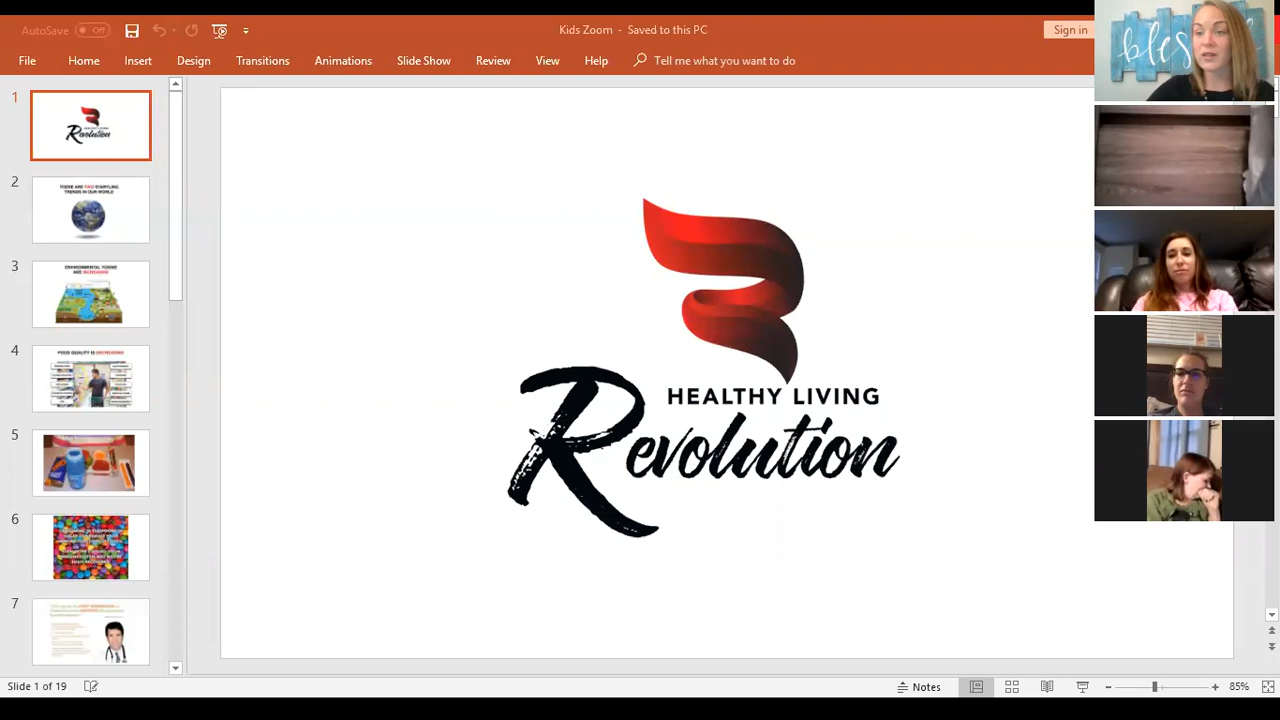 AutoSave Off
Kids Zoom - Saved to this PC
Sign in
File Home Insert Design Transitions Animations Slide Show Review View Help Tell me what you want to do
1
Revolution
2
THERE ARE TWO STARTLING
TRENDS IN OUR WORLD
3
ENVIRONMENTAL TOXINS
ARE INCREASING
4
FOOD QUALITY IS DECREASING
5
6
7
HEALTHY LIVING
Revolution
Slide 1 of 19
Notes
85%